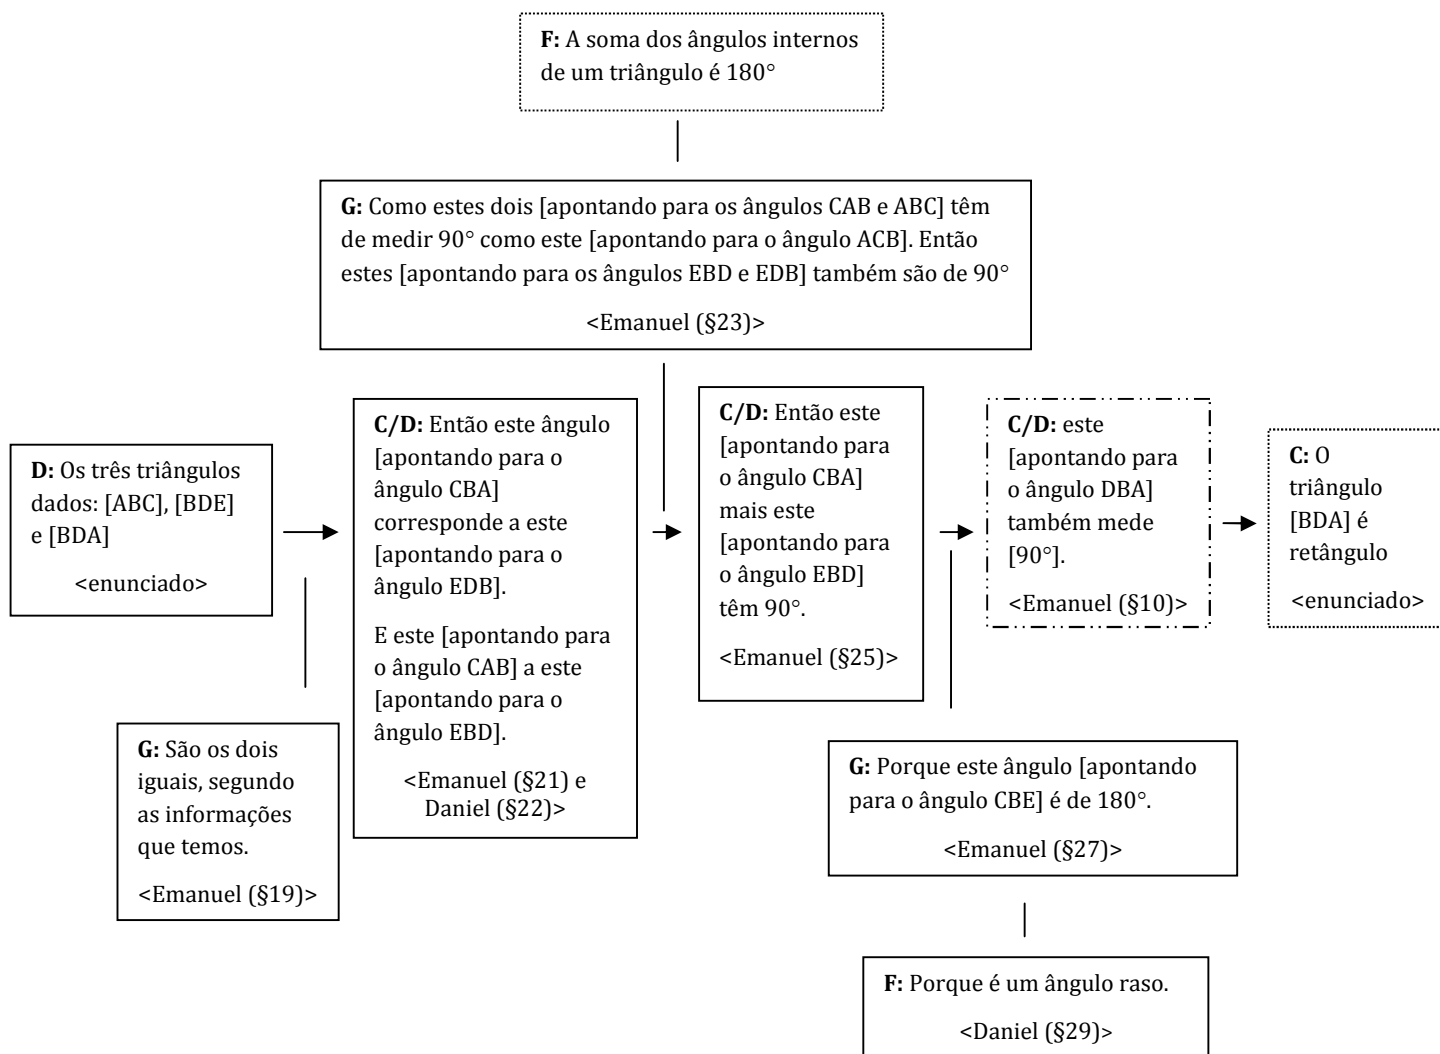 F: A soma dos ângulos internos
de um triângulo é 180°
G: Como estes dois [apontando para os ângulos CAB e ABC] têm
de medir 90° como este [apontando para o ângulo ACB]. Então
estes [apontando para os ângulos EBD e EDB] também são de 90°
<Emanuel (§23)>
D: Os três triângulos
dados: [ABC], [BDE]
e [BDA]
<enunciado>
G: São os dois
iguais, segundo
as informações
que temos.
<Emanuel (§19)>
C/D: Então este ângulo
[apontando para o
ângulo CBA]
corresponde a este
[apontando para o
ângulo EDB].
E este [apontando para
o ângulo CAB] a este
[apontando para o
ângulo EBD].
<Emanuel (§21) e
Daniel (§22)>
C/D: Então este
[apontando para
o ângulo CBA]
mais este
[apontando para
o ângulo EBD]
têm 90°.
<Emanuel (§25)>
C/D: este
[apontando para
o ângulo DBA]
também mede
[90°].
<Emanuel (§10)>
C: O
triângulo
[BDA] é
retângulo
<enunciado>
G: Porque este ângulo [apontando
para o ângulo CBE] é de 180°.
<Emanuel (§27)>
F: Porque é um ângulo raso.
<Daniel (§29)>